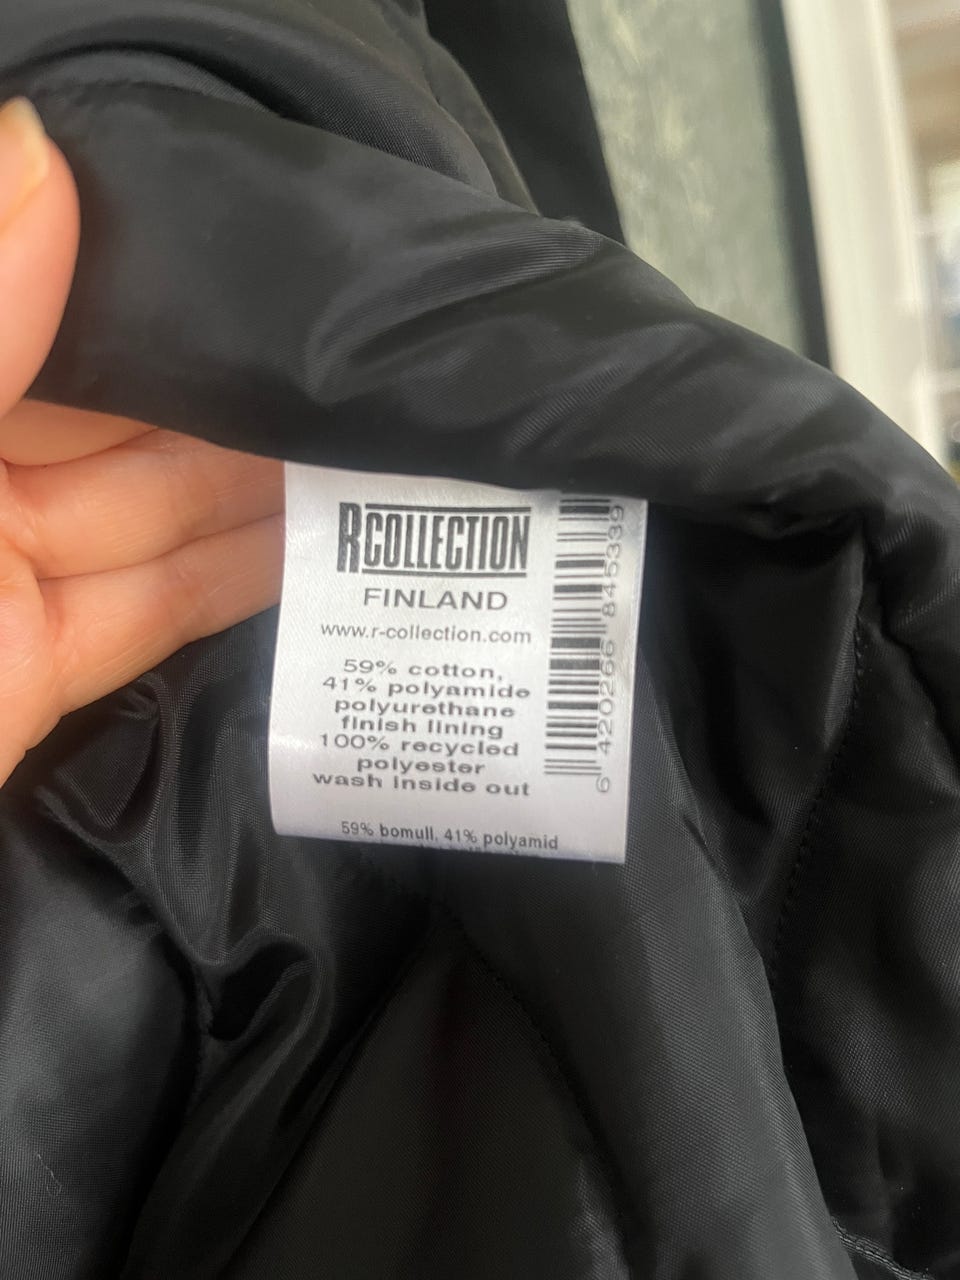 RCOLLECTION
FINLAND
www.r-collection.com
59% cotton,
41% polyamide
polyurethane
finish lining
100% recycled
polyester
wash inside out
59% bomull, 41% polyamid
6 420266 845339